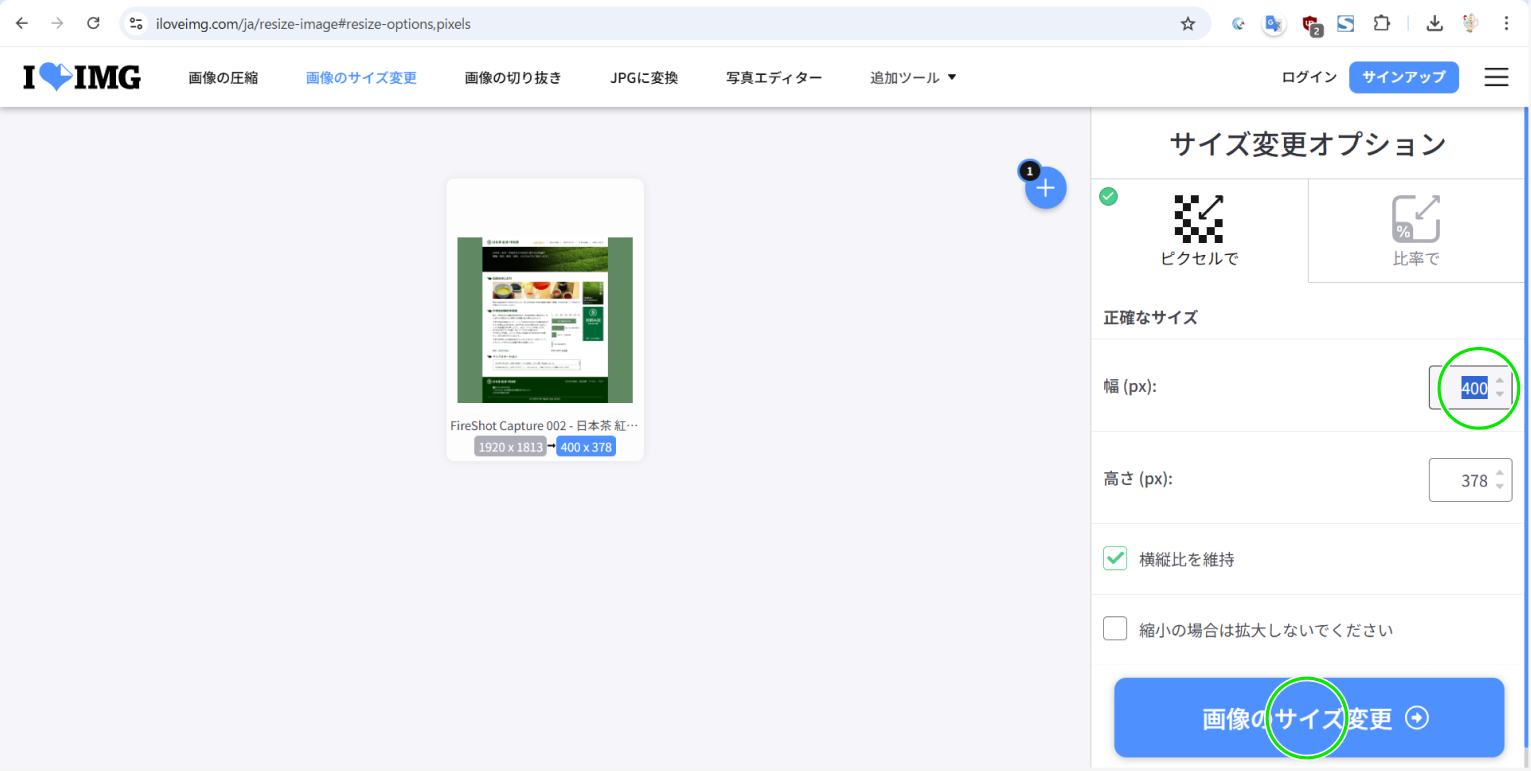 iloveimg.com/ja/resize-image#resize-options,pixels
2
I IMG
画像の圧縮
画像のサイズ変更
画像の切り抜き
JPGに変換
写真エディター
追加ツール
ログイン
サインアップ
1
FireShot Capture 002 - 日本茶 紅…
1920 x 1813
400 x 378
サイズ変更オプション
ピクセルで
%
比率で
正確なサイズ
幅 (px):
400
高さ (px):
378
横縦比を維持
縮小の場合は拡大しないでください
画像のサイズ変更